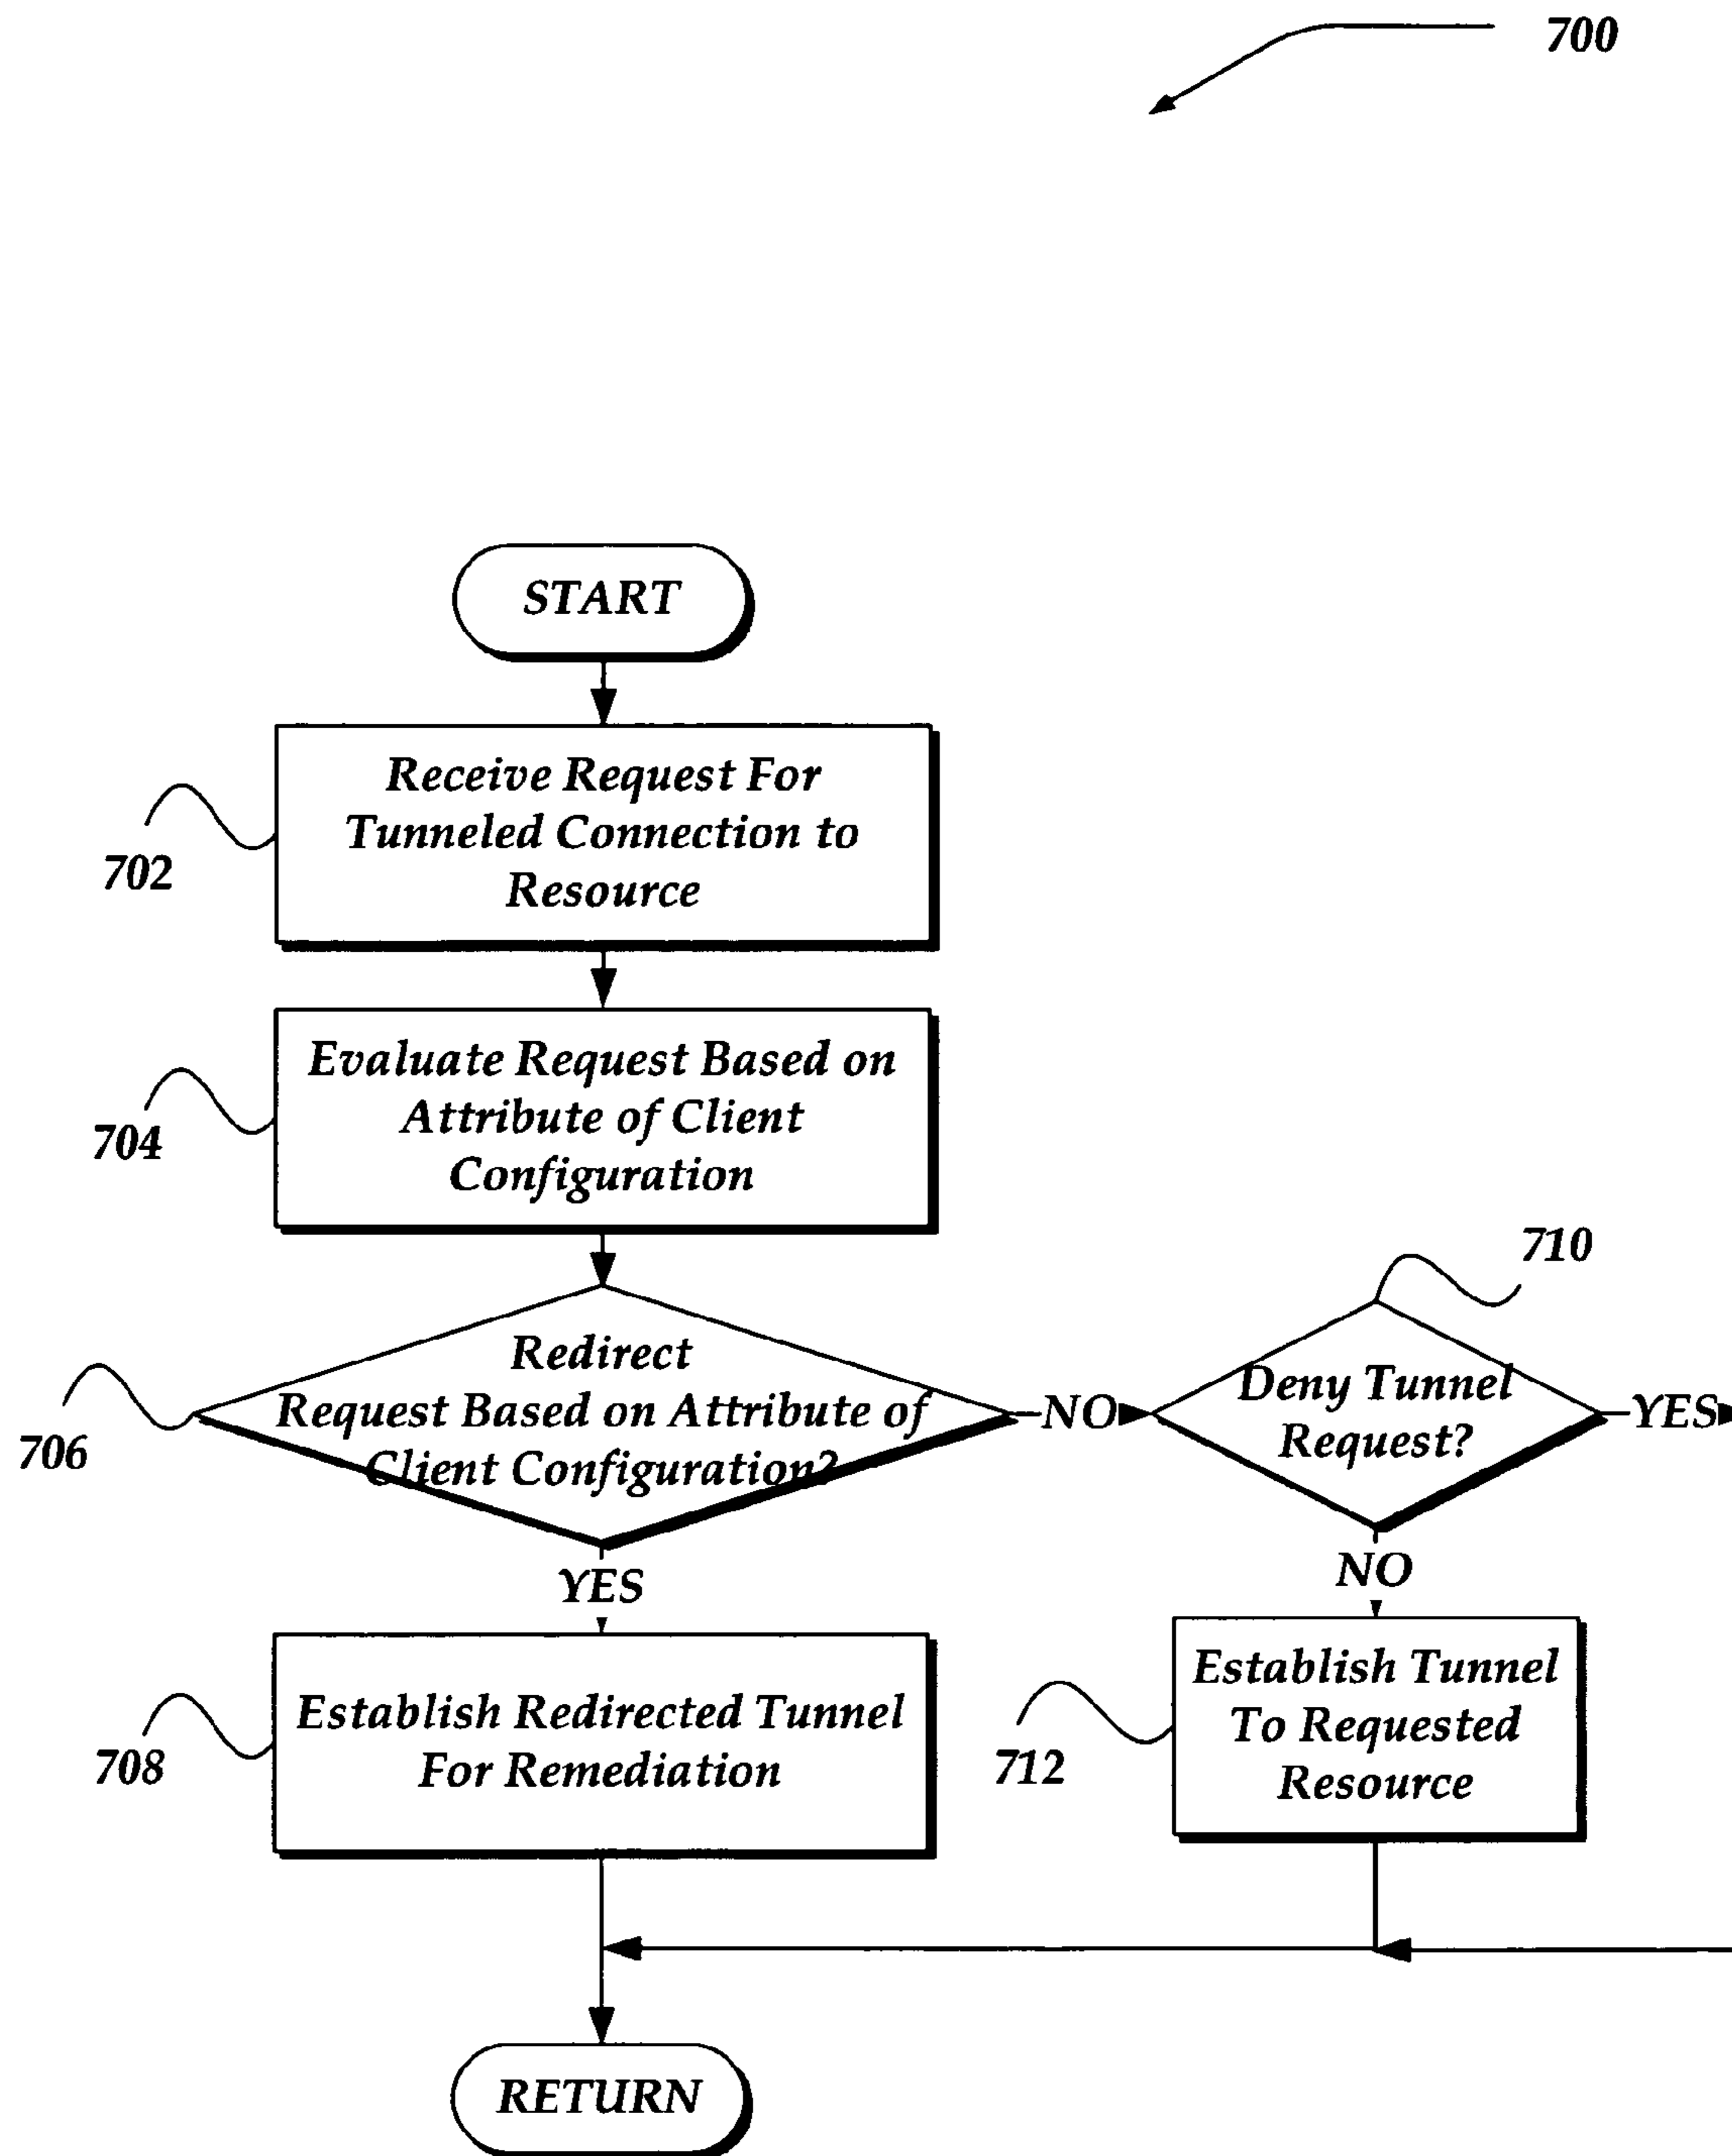 700
START
Receive Request For
Tunneled Connection to
Resource
702
Evaluate Request Based on
Attribute of Client
Configuration
704
Redirect
Request Based on Attribute of
Client Configuration?
706
NO
710
Deny Tunnel
Request?
YES
YES
NO
Establish Redirected Tunnel
For Remediation
708
Establish Tunnel
To Requested
Resource
712
RETURN